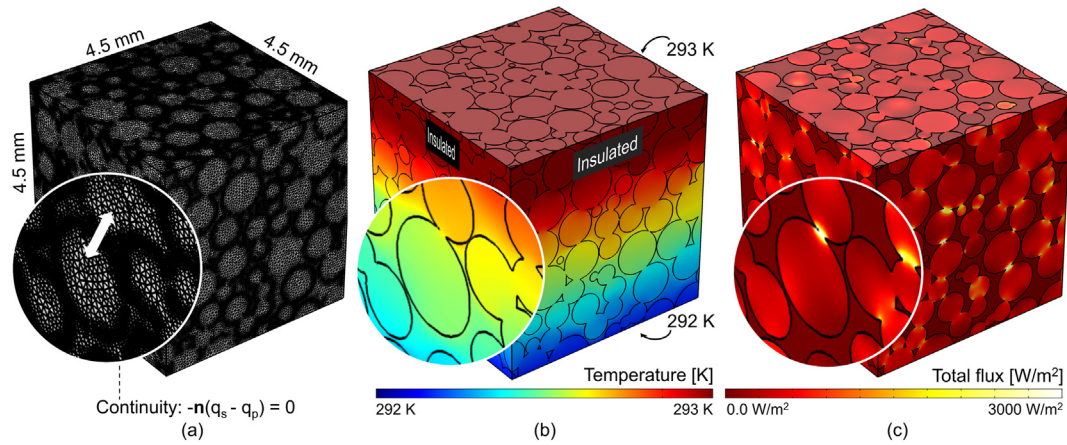 4.5 mm
4.5 mm
4.5 mm
Continuity: -n(qs - qp) = 0
(a)
293 K
Insulated
Insulated
292 K
Temperature [K]
292 K
293 K
(b)
Total flux [W/m²]
0.0 W/m²
3000 W/m²
(c)